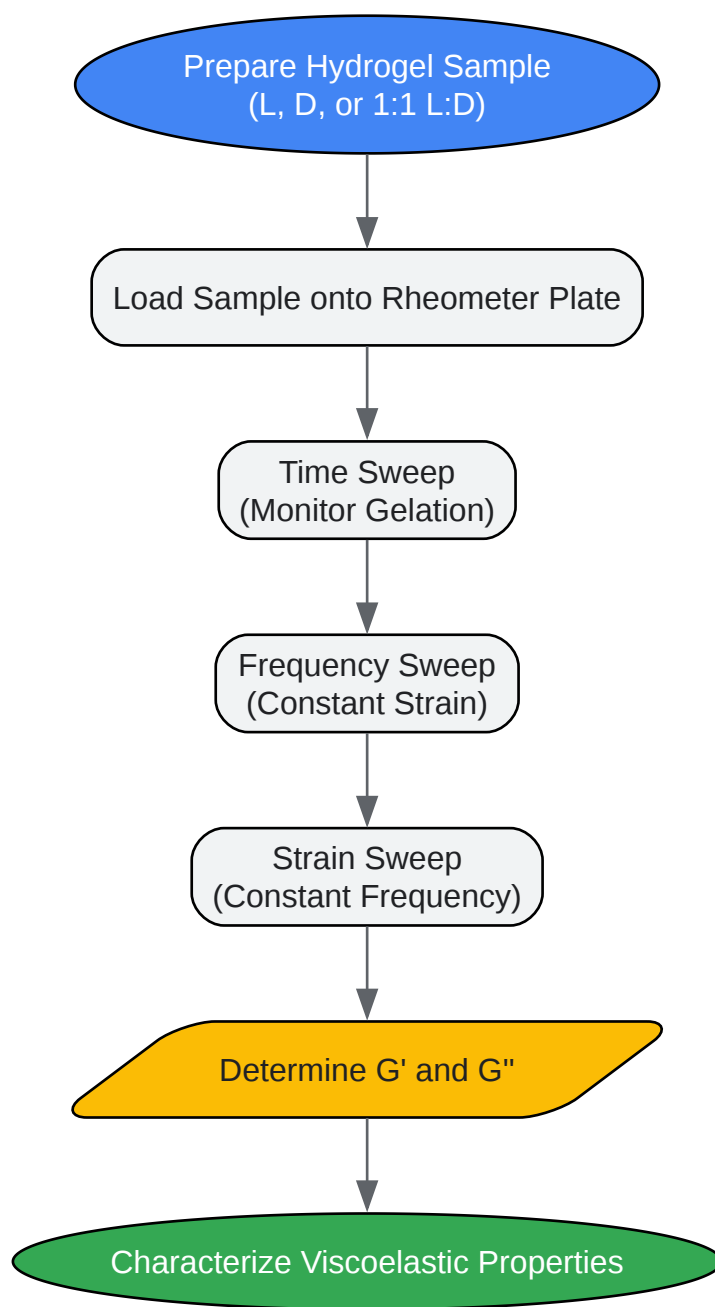 Prepare Hydrogel Sample
(L, D, or 1:1 L:D)
Load Sample onto Rheometer Plate
Time Sweep
(Monitor Gelation)
Frequency Sweep
(Constant Strain)
Strain Sweep
(Constant Frequency)
Determine G' and G"
Characterize Viscoelastic Properties